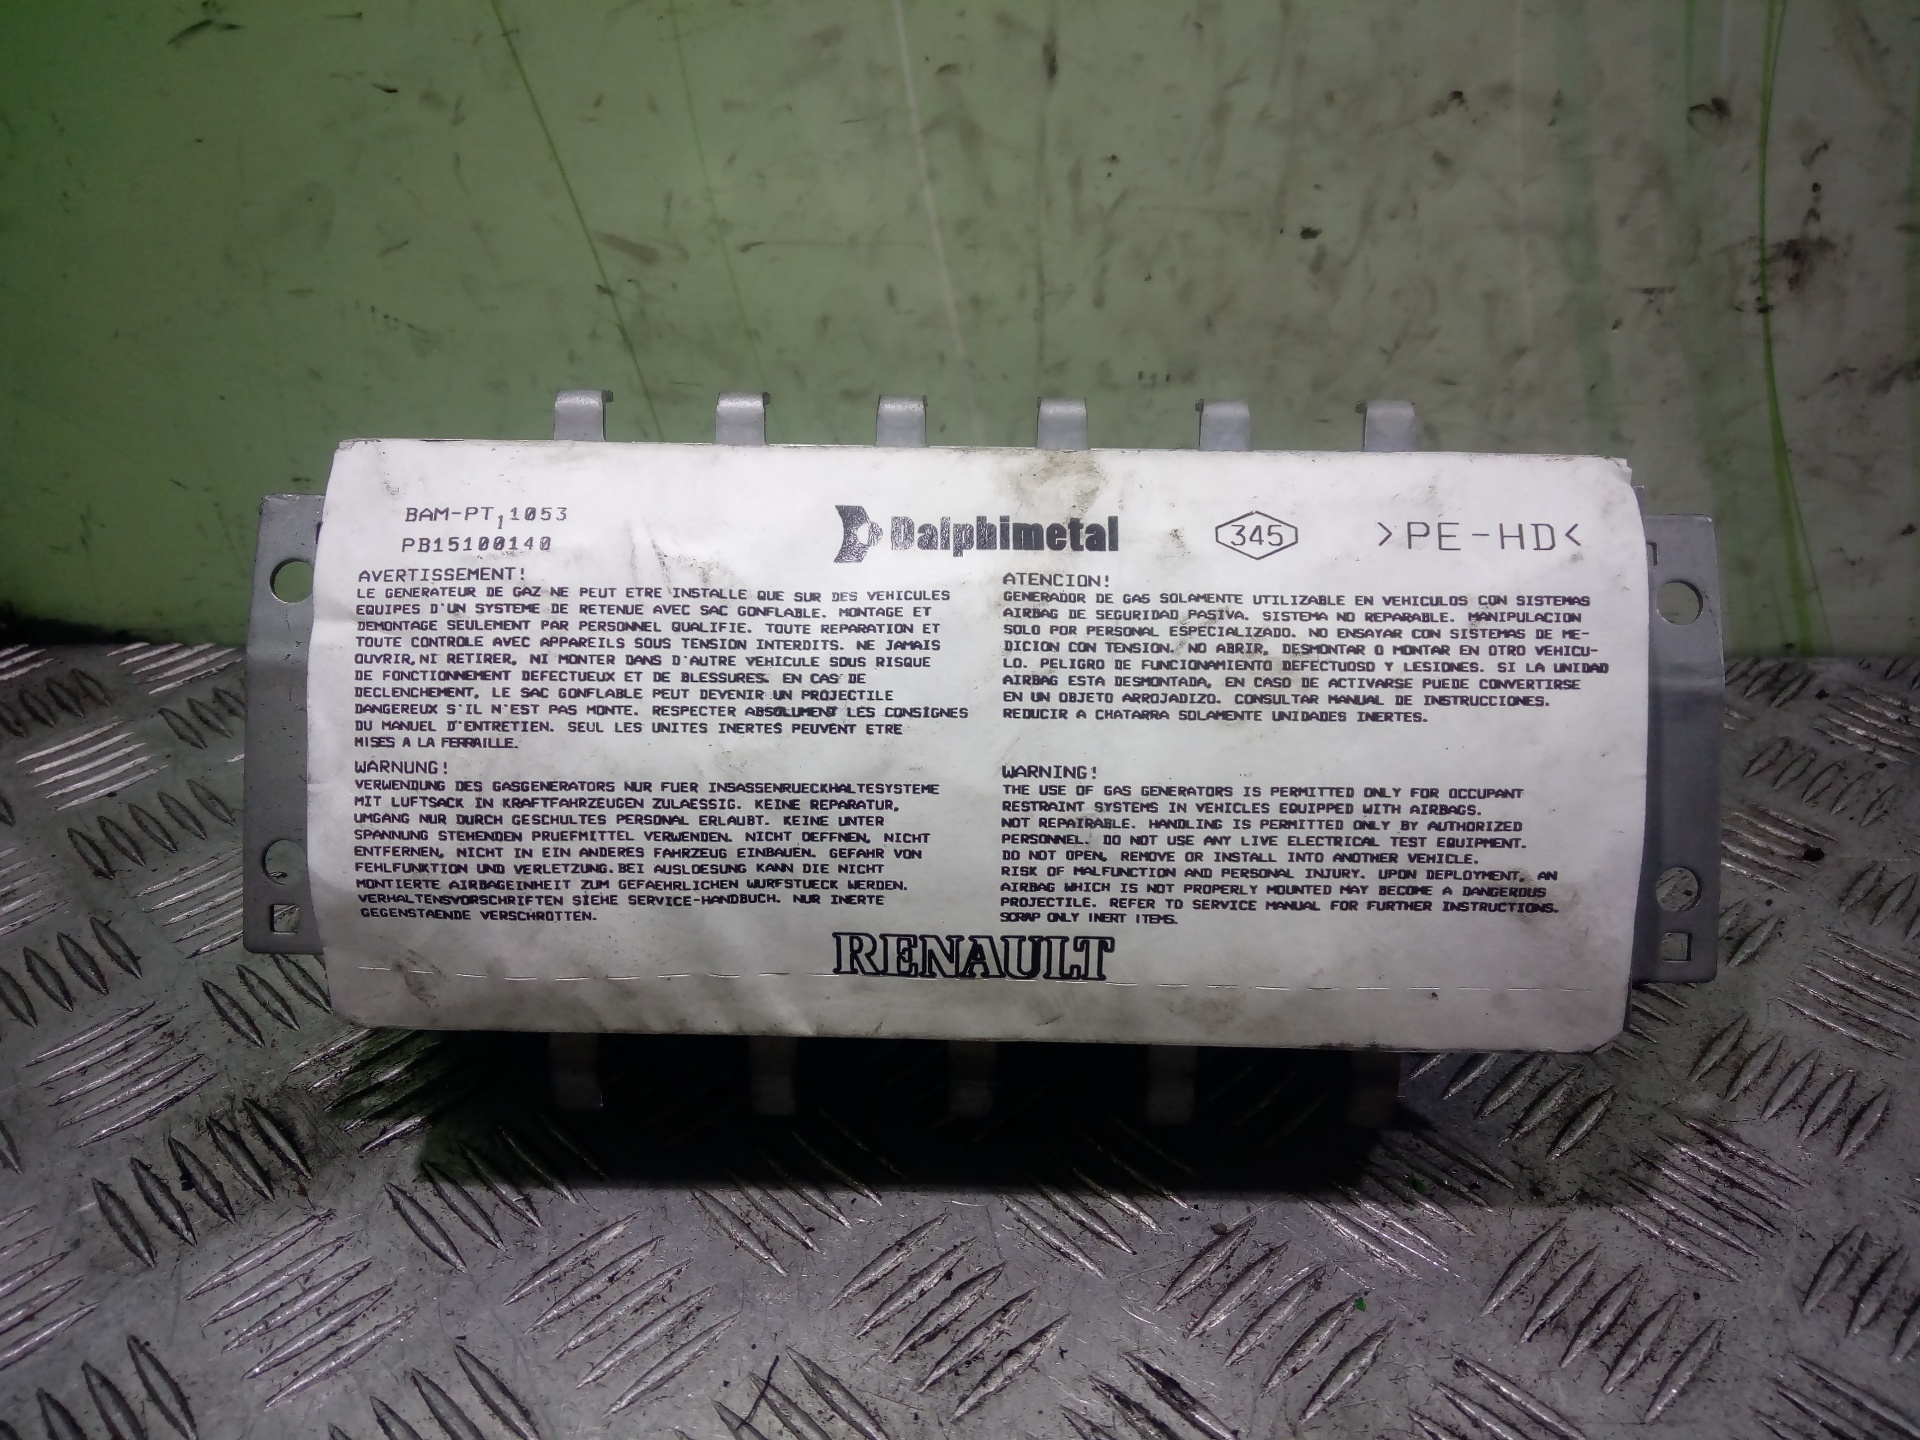 BAM-PT 1053
PB15100140
Dalphimetal
345
>PE-HD<
AVERTISSEMENT!
LE GENERATEUR DE GAZ NE PEUT ETRE INSTALLE QUE SUR DES VEHICULES
EQUIPES D'UN SYSTEME DE RETENUE AVEC SAC GONFLABLE. MONTAGE ET
DEMONTAGE SEULEMENT PAR PERSONNEL QUALIFIE. TOUTE REPARATION ET
TOUTE CONTROLE AVEC APPAREILS SOUS TENSION INTERDITS. NE JAMAIS
OUVRIR, NI RETIRER, NI MONTER DANS D'AUTRE VEHICULE SOUS RISQUE
DE FONCTIONNEMENT DEFECTUEUX ET DE BLESSURES. EN CAS DE
DECLENCHEMENT, LE SAC GONFLABLE PEUT DEVENIR UN PROJECTILE
DANGEREUX S'IL N'EST PAS MONTE. RESPECTER ABSOLUMENT LES CONSIGNES
DU MANUEL D'ENTRETIEN. SEUL LES UNITES INERTES PEUVENT ETRE
MISES A LA FERRAILLE.
ATENCION!
GENERADOR DE GAS SOLAMENTE UTILIZABLE EN VEHICULOS CON SISTEMAS
AIRBAG DE SEGURIDAD PASIVA. SISTEMA NO REPARABLE. MANIPULACION
SOLO POR PERSONAL ESPECIALIZADO. NO ENSAYAR CON SISTEMAS DE ME-
DICION CON TENSION. NO ABRIR, DESMONTAR O MONTAR EN OTRO VEHICU-
LO. PELIGRO DE FUNCIONAMIENTO DEFECTUOSO Y LESIONES. SI LA UNIDAD
AIRBAG ESTA DESMONTADA, EN CASO DE ACTIVARSE PUEDE CONVERTIRSE
EN UN OBJETO ARROJADIZO. CONSULTAR MANUAL DE INSTRUCCIONES.
REDUCIR A CHATARRA SOLAMENTE UNIDADES INERTES.
WARNUNG!
VERWENDUNG DES GASGENERATORS NUR FUER INSASSENRUECKHALTESYSTEME
MIT LUFTSACK IN KRAFTFAHRZEUGEN ZULAESSIG. KEINE REPARATUR,
UMGANG NUR DURCH GESCHULTES PERSONAL ERLAUBT. KEINE UNTER
SPANNUNG STEHENDEN PRUEFMITTEL VERWENDEN. NICHT OEFFNEN, NICHT
ENTFERNEN, NICHT IN EIN ANDERES FAHRZEUG EINBAUEN. GEFAHR VON
FEHLFUNKTION UND VERLETZUNG. BEI AUSLOESUNG KANN DIE NICHT
MONTIERTE AIRBAGEINHEIT ZUM GEFAEHRLICHEN WURFSTUECK WERDEN.
VERHALTENSVORSCHRIFTEN SIEHE SERVICE-HANDBUCH. NUR INERTE
GEGENSTAENDE VERSCHROTTEN.
WARNING!
THE USE OF GAS GENERATORS IS PERMITTED ONLY FOR OCCUPANT
RESTRAINT SYSTEMS IN VEHICLES EQUIPPED WITH AIRBAGS.
NOT REPAIRABLE. HANDLING IS PERMITTED ONLY BY AUTHORIZED
PERSONNEL. DO NOT USE ANY LIVE ELECTRICAL TEST EQUIPMENT.
DO NOT OPEN, REMOVE OR INSTALL INTO ANOTHER VEHICLE.
RISK OF MALFUNCTION AND PERSONAL INJURY. UPON DEPLOYMENT, AN
AIRBAG WHICH IS NOT PROPERLY MOUNTED MAY BECOME A DANGEROUS
PROJECTILE. REFER TO SERVICE MANUAL FOR FURTHER INSTRUCTIONS.
SCRAP ONLY INERT ITEMS.
RENAULT